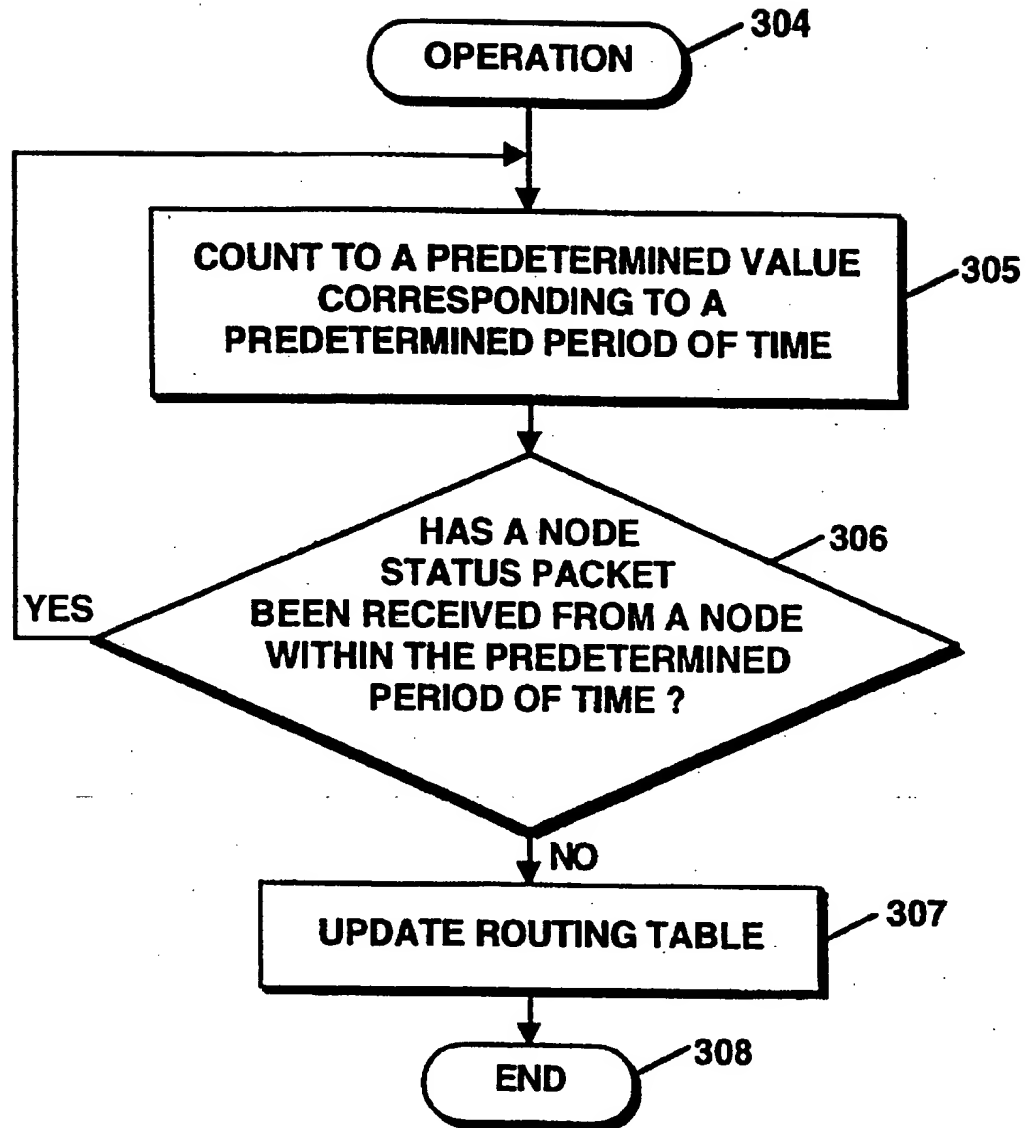 OPERATION
304
COUNT TO A PREDETERMINED VALUE
CORRESPONDING TO A
PREDETERMINED PERIOD OF TIME
305
HAS A NODE
STATUS PACKET
BEEN RECEIVED FROM A NODE
WITHIN THE PREDETERMINED
PERIOD OF TIME ?
306
YES
NO
UPDATE ROUTING TABLE
307
END
308